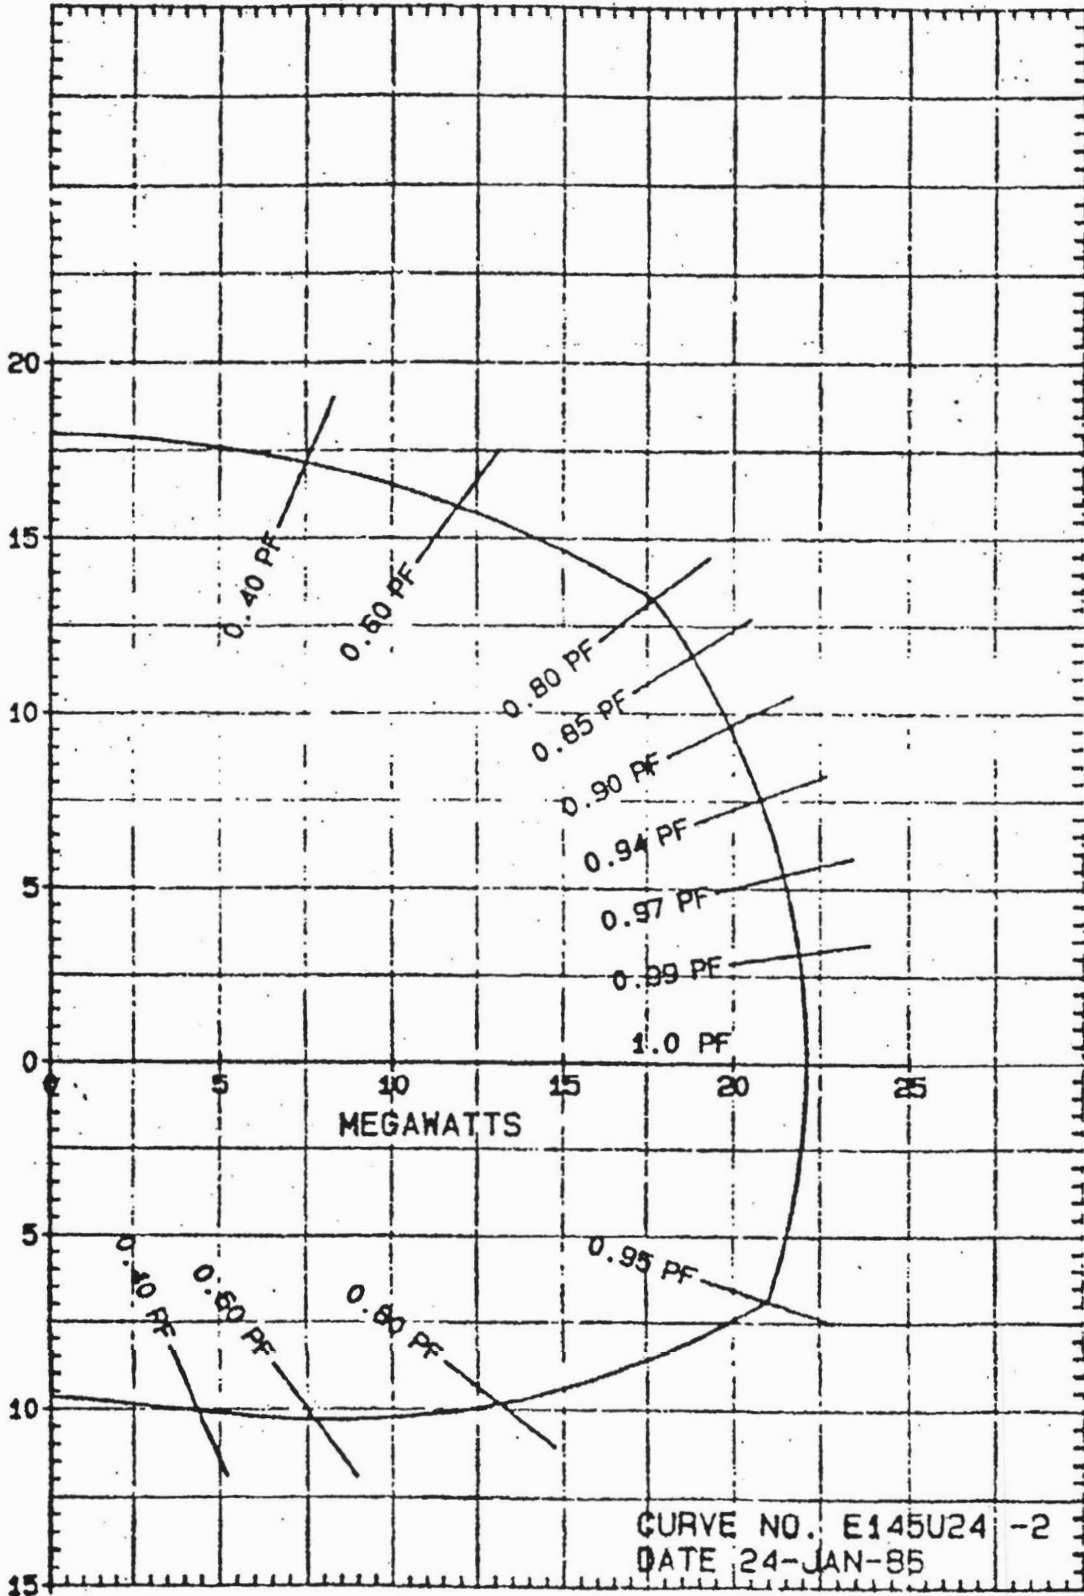 20
0.40 PF
15
0.60 PF
0.80 PF
0.85 PF
10
0.90 PF
0.94 PF
5
0.97 PF
0.99 PF
1.0 PF
0
0 5 10 15 20 25
MEGAWATTS
5
0.40 PF
0.60 PF
0.80 PF
0.95 PF
10
CURVE NO. E145U24 -2
DATE 24-JAN-85
15